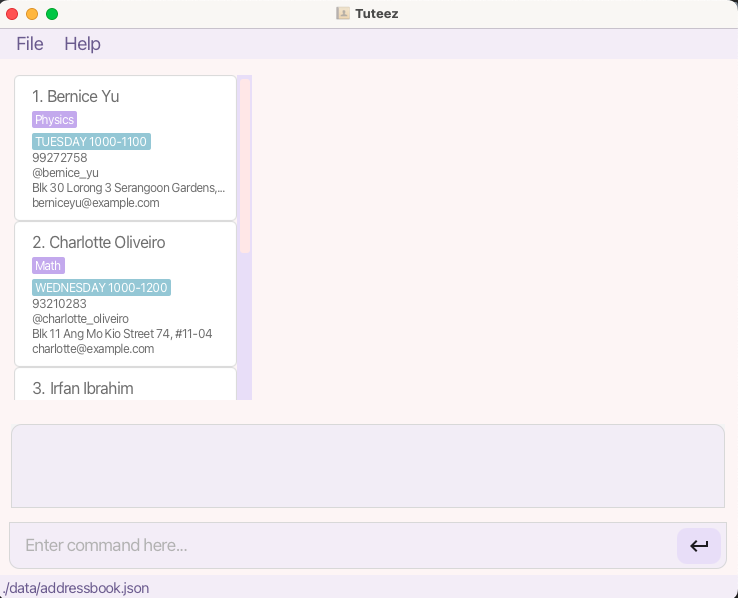 Tuteez
File Help
1. Bernice Yu
Physics
TUESDAY 1000-1100
99272758
@bernice_yu
Blk 30 Lorong 3 Serangoon Gardens,...
berniceyu@example.com
2. Charlotte Oliveiro
Math
WEDNESDAY 1000-1200
93210283
@charlotte_oliveiro
Blk 11 Ang Mo Kio Street 74, #11-04
charlotte@example.com
3. Irfan Ibrahim
Enter command here...
./data/addressbook.json